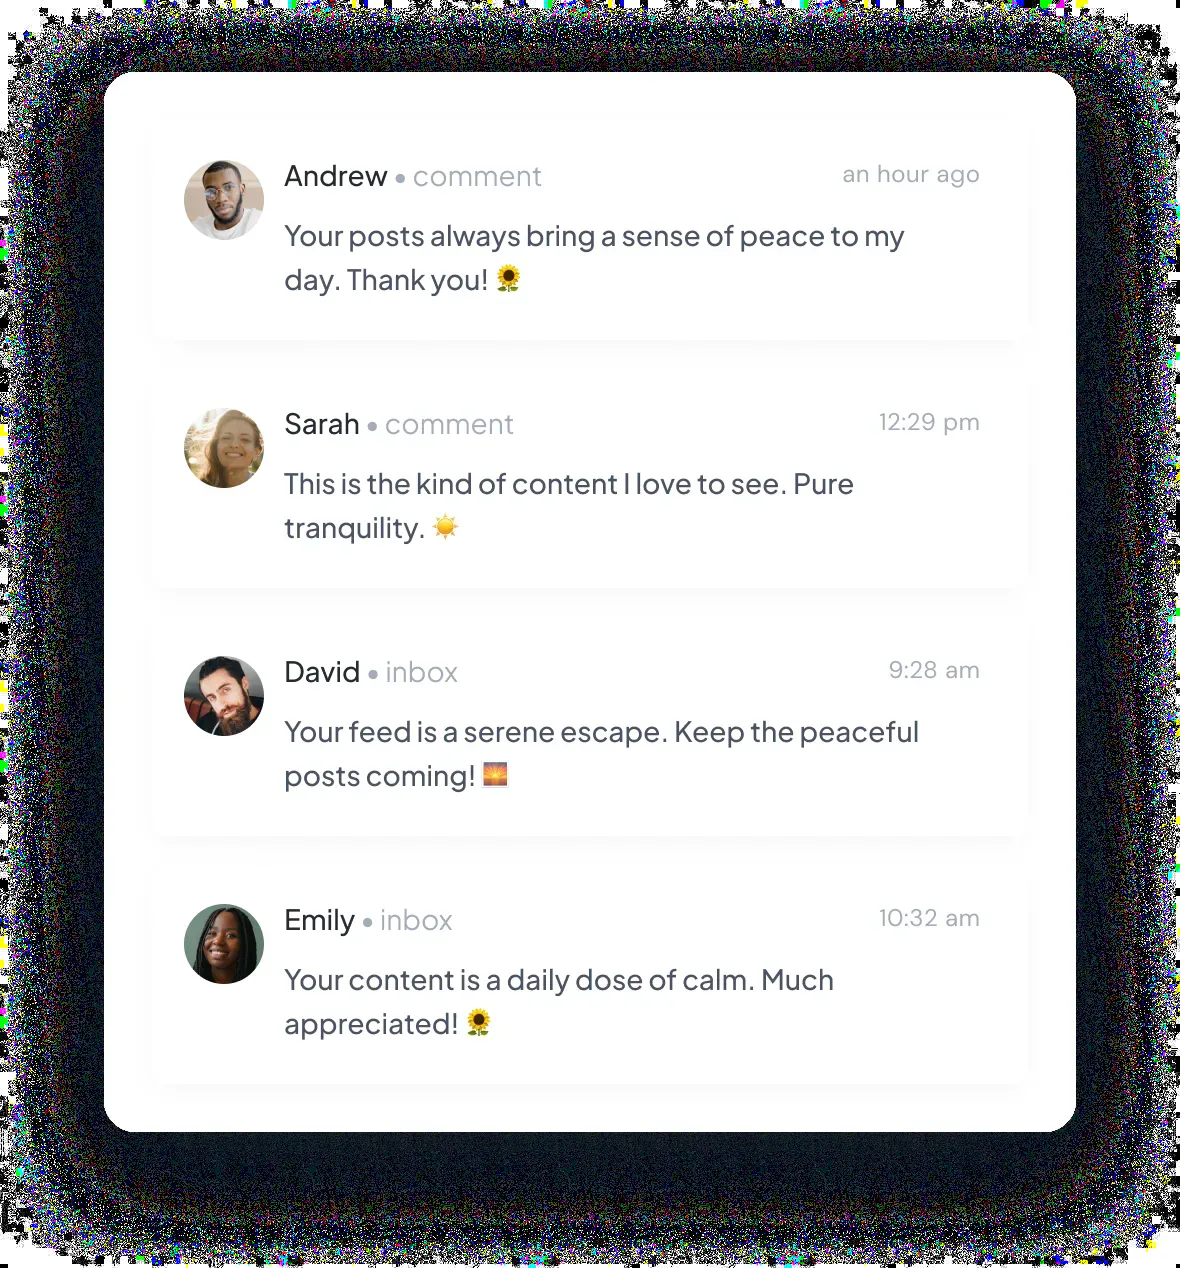 Andrew • comment
an hour ago
Your posts always bring a sense of peace to my
day. Thank you! 🌻
Sarah • comment
12:29 pm
This is the kind of content I love to see. Pure
tranquility. ☀️
David • inbox
9:28 am
Your feed is a serene escape. Keep the peaceful
posts coming! 🌅
Emily • inbox
10:32 am
Your content is a daily dose of calm. Much
appreciated! 🌻